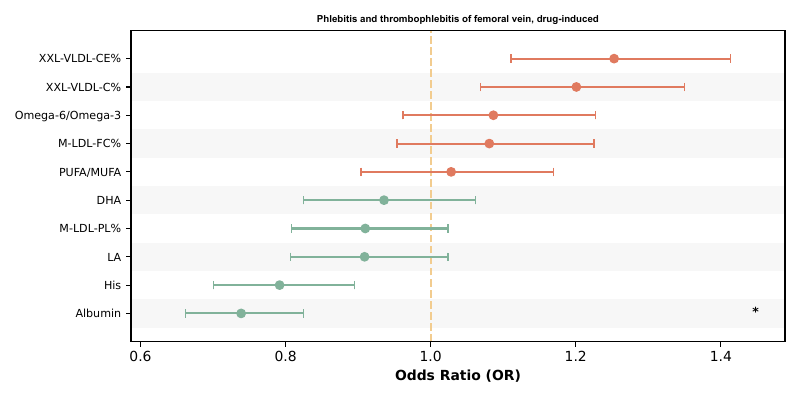 Phlebitis and thrombophlebitis of femoral vein, drug-induced
XXL-VLDL-CE%
XXL-VLDL-C%
Omega-6/Omega-3
M-LDL-FC%
PUFA/MUFA
DHA
M-LDL-PL%
LA
His
Albumin
*
0.6 0.8 1.0 1.2 1.4
Odds Ratio (OR)